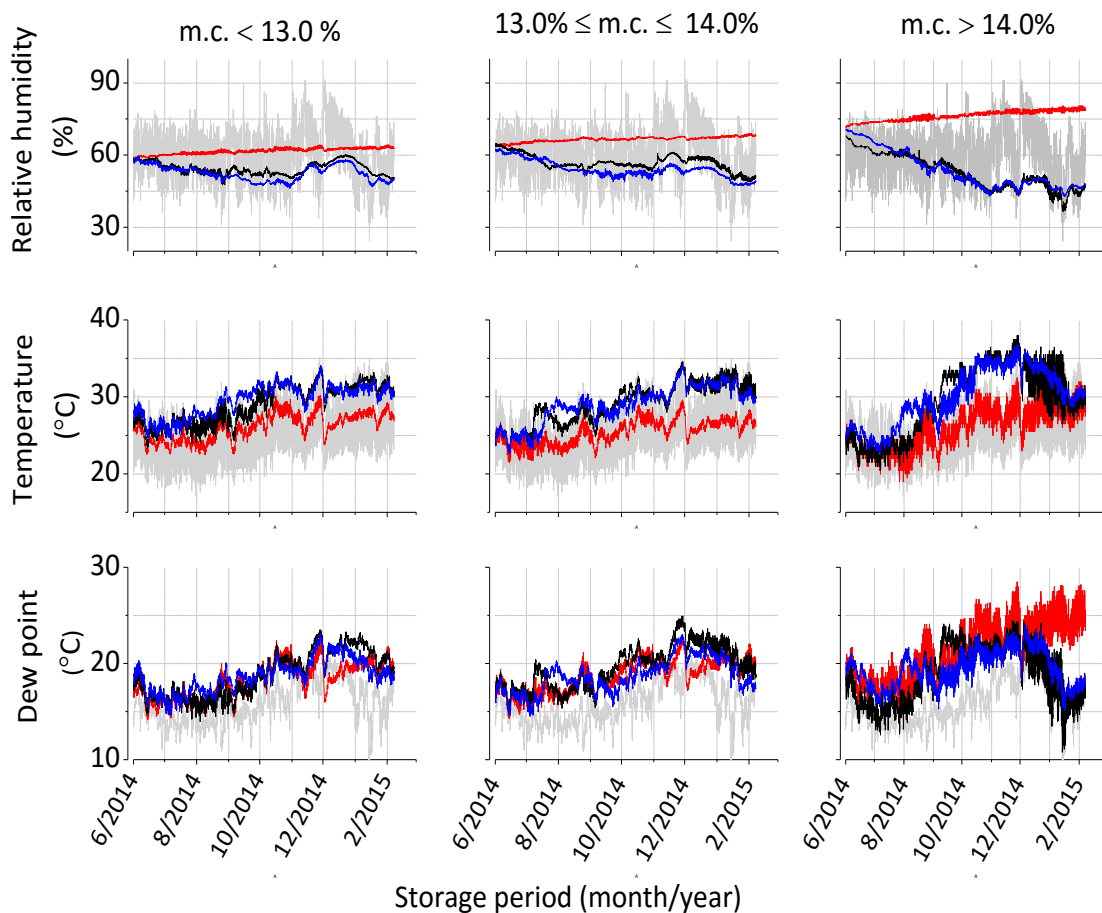 m.c. < 13.0 %
13.0% ≤ m.c. ≤ 14.0%
m.c. > 14.0%
Relative humidity
(%)
90
60
30
Temperature
(°C)
40
30
20
Dew point
(°C)
30
20
10
6/2014
8/2014
10/2014
12/2014
2/2015
6/2014
8/2014
10/2014
12/2014
2/2015
6/2014
8/2014
10/2014
12/2014
2/2015
Storage period (month/year)